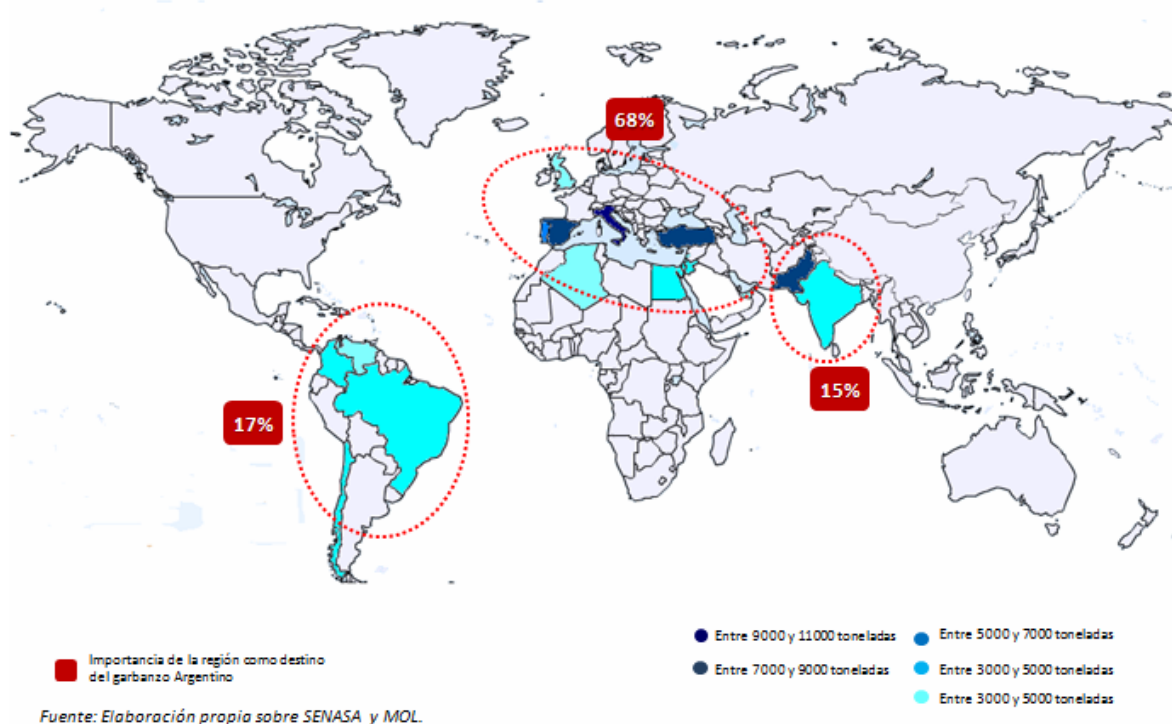 68%
17%
15%
Importancia de la región como destino
del garbanzo Argentino
Entre 9000 y 11000 toneladas
Entre 7000 y 9000 toneladas
Entre 5000 y 7000 toneladas
Entre 3000 y 5000 toneladas
Entre 3000 y 5000 toneladas
Fuente: Elaboración propia sobre SENASA y MOL.